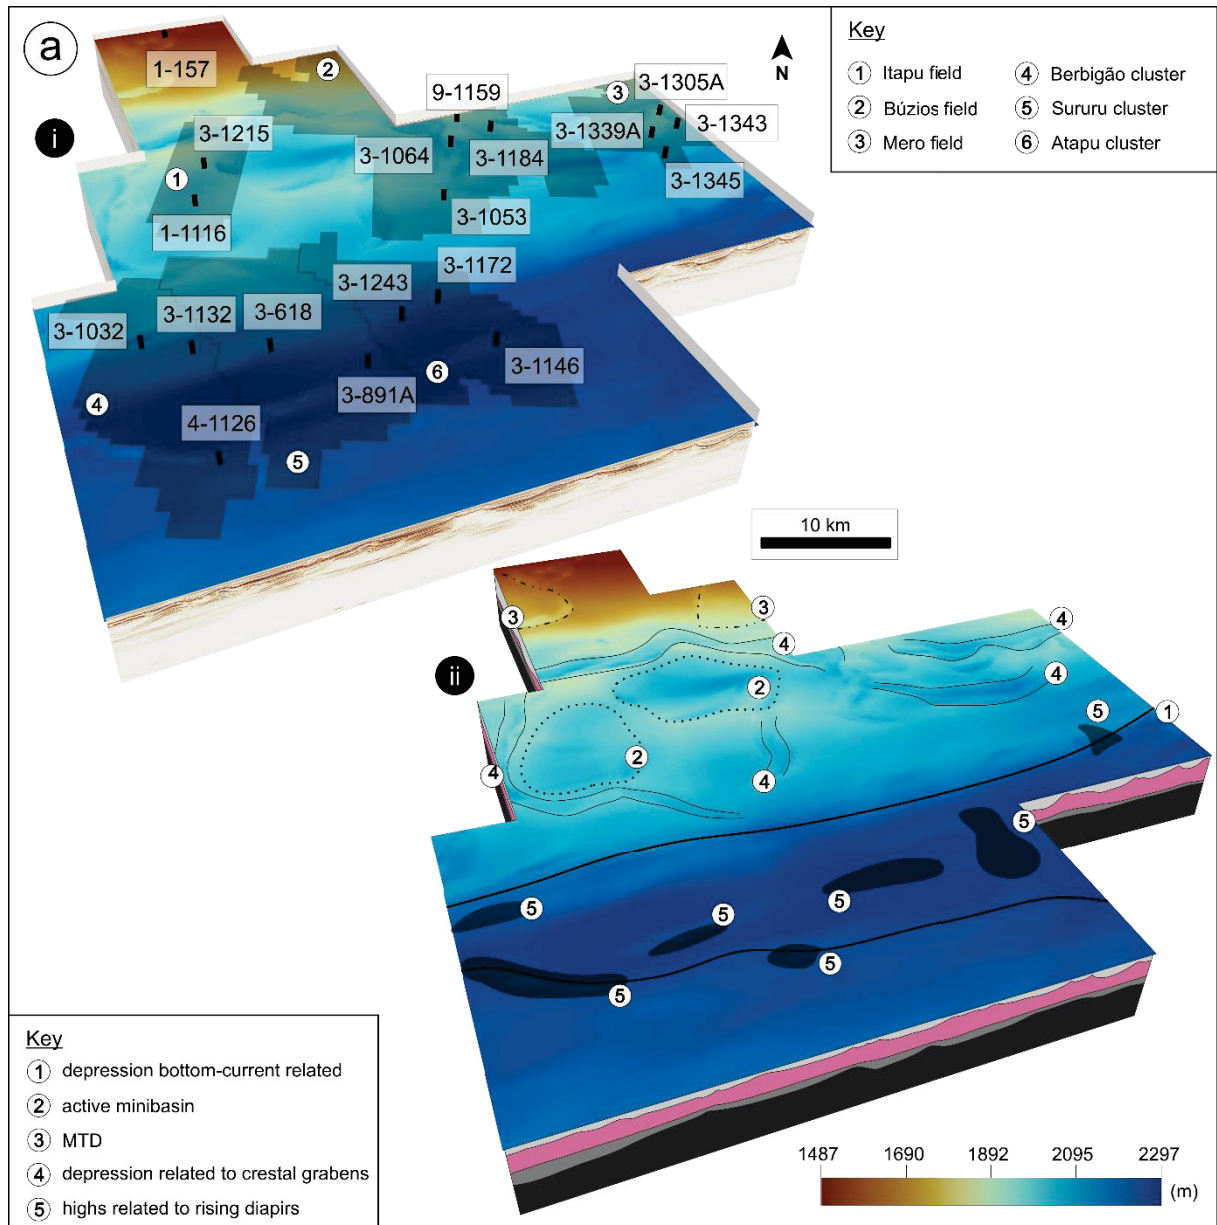 a
N
Key
1 Itapu field
2 Búzios field
3 Mero field
4 Berbigão cluster
5 Sururu cluster
6 Atapu cluster
i
1-157
2
9-1159
3
3-1305A
3-1215
3-1064
3-1184
3-1339A
3-1343
1
3-1345
1-1116
3-1053
3-1243
3-1172
3-1032
3-1132
3-618
3-1146
6
3-891A
4
4-1126
5
10 km
ii
3
3
4
4
2
4
5
1
2
4
4
5
5
5
5
5
5
Key
1 depression bottom-current related
2 active minibasin
3 MTD
4 depression related to crestal grabens
5 highs related to rising diapirs
1487 1690 1892 2095 2297
(m)